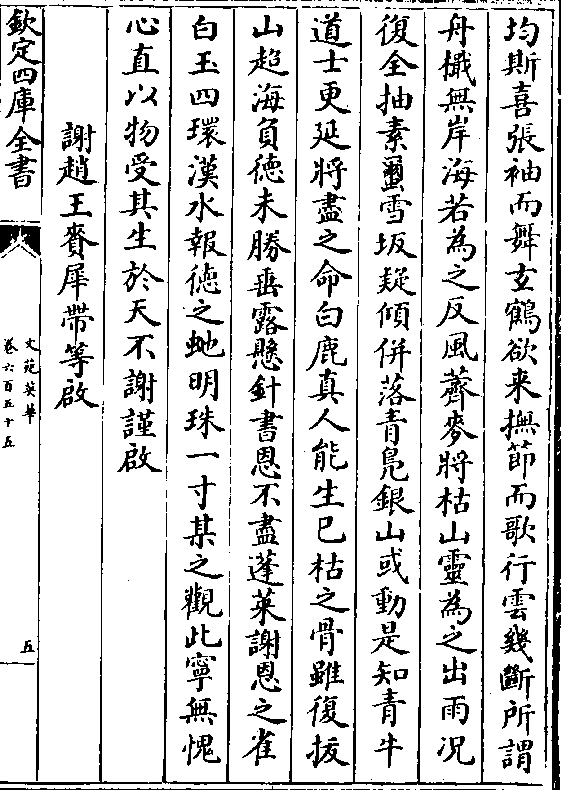 均斯喜張袖而舞玄鶴欲来撫節而歌行雲幾斷所謂
舟檝無岸海若為之反風薺麥將枯山靈為之出雨况
復全抽素蠒雪坂疑傾併落青鳬銀山或動是知青牛
道士更延將盡之命白鹿真人能生已枯之骨雖復拔
山超海負徳未勝垂露懸針書恩不盡蓬萊謝恩之雀
白玉四環漢水報徳之虵明珠一寸某之觀此寧無愧
心直以物受其生於天不謝謹啟
謝趙王賚犀帶等啟
欽定四庫全書
文苑英華
卷六百五十五
五